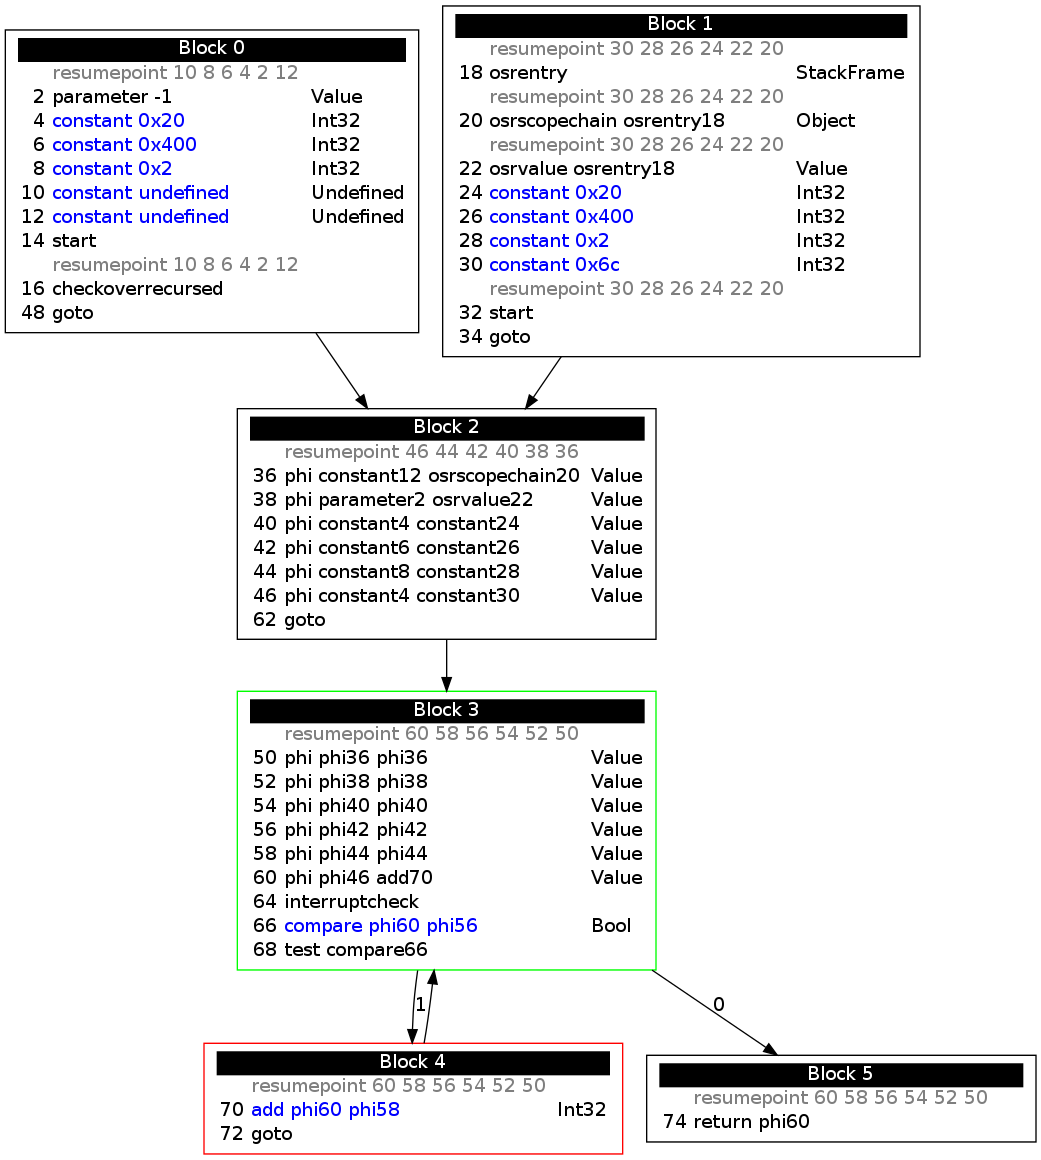 Block 0
resumepoint 10 8 6 4 2 12
2 parameter -1 Value
4 constant 0x20 Int32
6 constant 0x400 Int32
8 constant 0x2 Int32
10 constant undefined Undefined
12 constant undefined Undefined
14 start
resumepoint 10 8 6 4 2 12
16 checkoverrecursed
48 goto
Block 1
resumepoint 30 28 26 24 22 20
18 osrentry StackFrame
resumepoint 30 28 26 24 22 20
20 osrscopechain osrentry18 Object
resumepoint 30 28 26 24 22 20
22 osrvalue osrentry18 Value
24 constant 0x20 Int32
26 constant 0x400 Int32
28 constant 0x2 Int32
30 constant 0x6c Int32
resumepoint 30 28 26 24 22 20
32 start
34 goto
Block 2
resumepoint 46 44 42 40 38 36
36 phi constant12 osrscopechain20 Value
38 phi parameter2 osrvalue22 Value
40 phi constant4 constant24 Value
42 phi constant6 constant26 Value
44 phi constant8 constant28 Value
46 phi constant4 constant30 Value
62 goto
Block 3
resumepoint 60 58 56 54 52 50
50 phi phi36 phi36 Value
52 phi phi38 phi38 Value
54 phi phi40 phi40 Value
56 phi phi42 phi42 Value
58 phi phi44 phi44 Value
60 phi phi46 add70 Value
64 interruptcheck
66 compare phi60 phi56 Bool
68 test compare66
1
0
Block 4
resumepoint 60 58 56 54 52 50
70 add phi60 phi58 Int32
72 goto
Block 5
resumepoint 60 58 56 54 52 50
74 return phi60